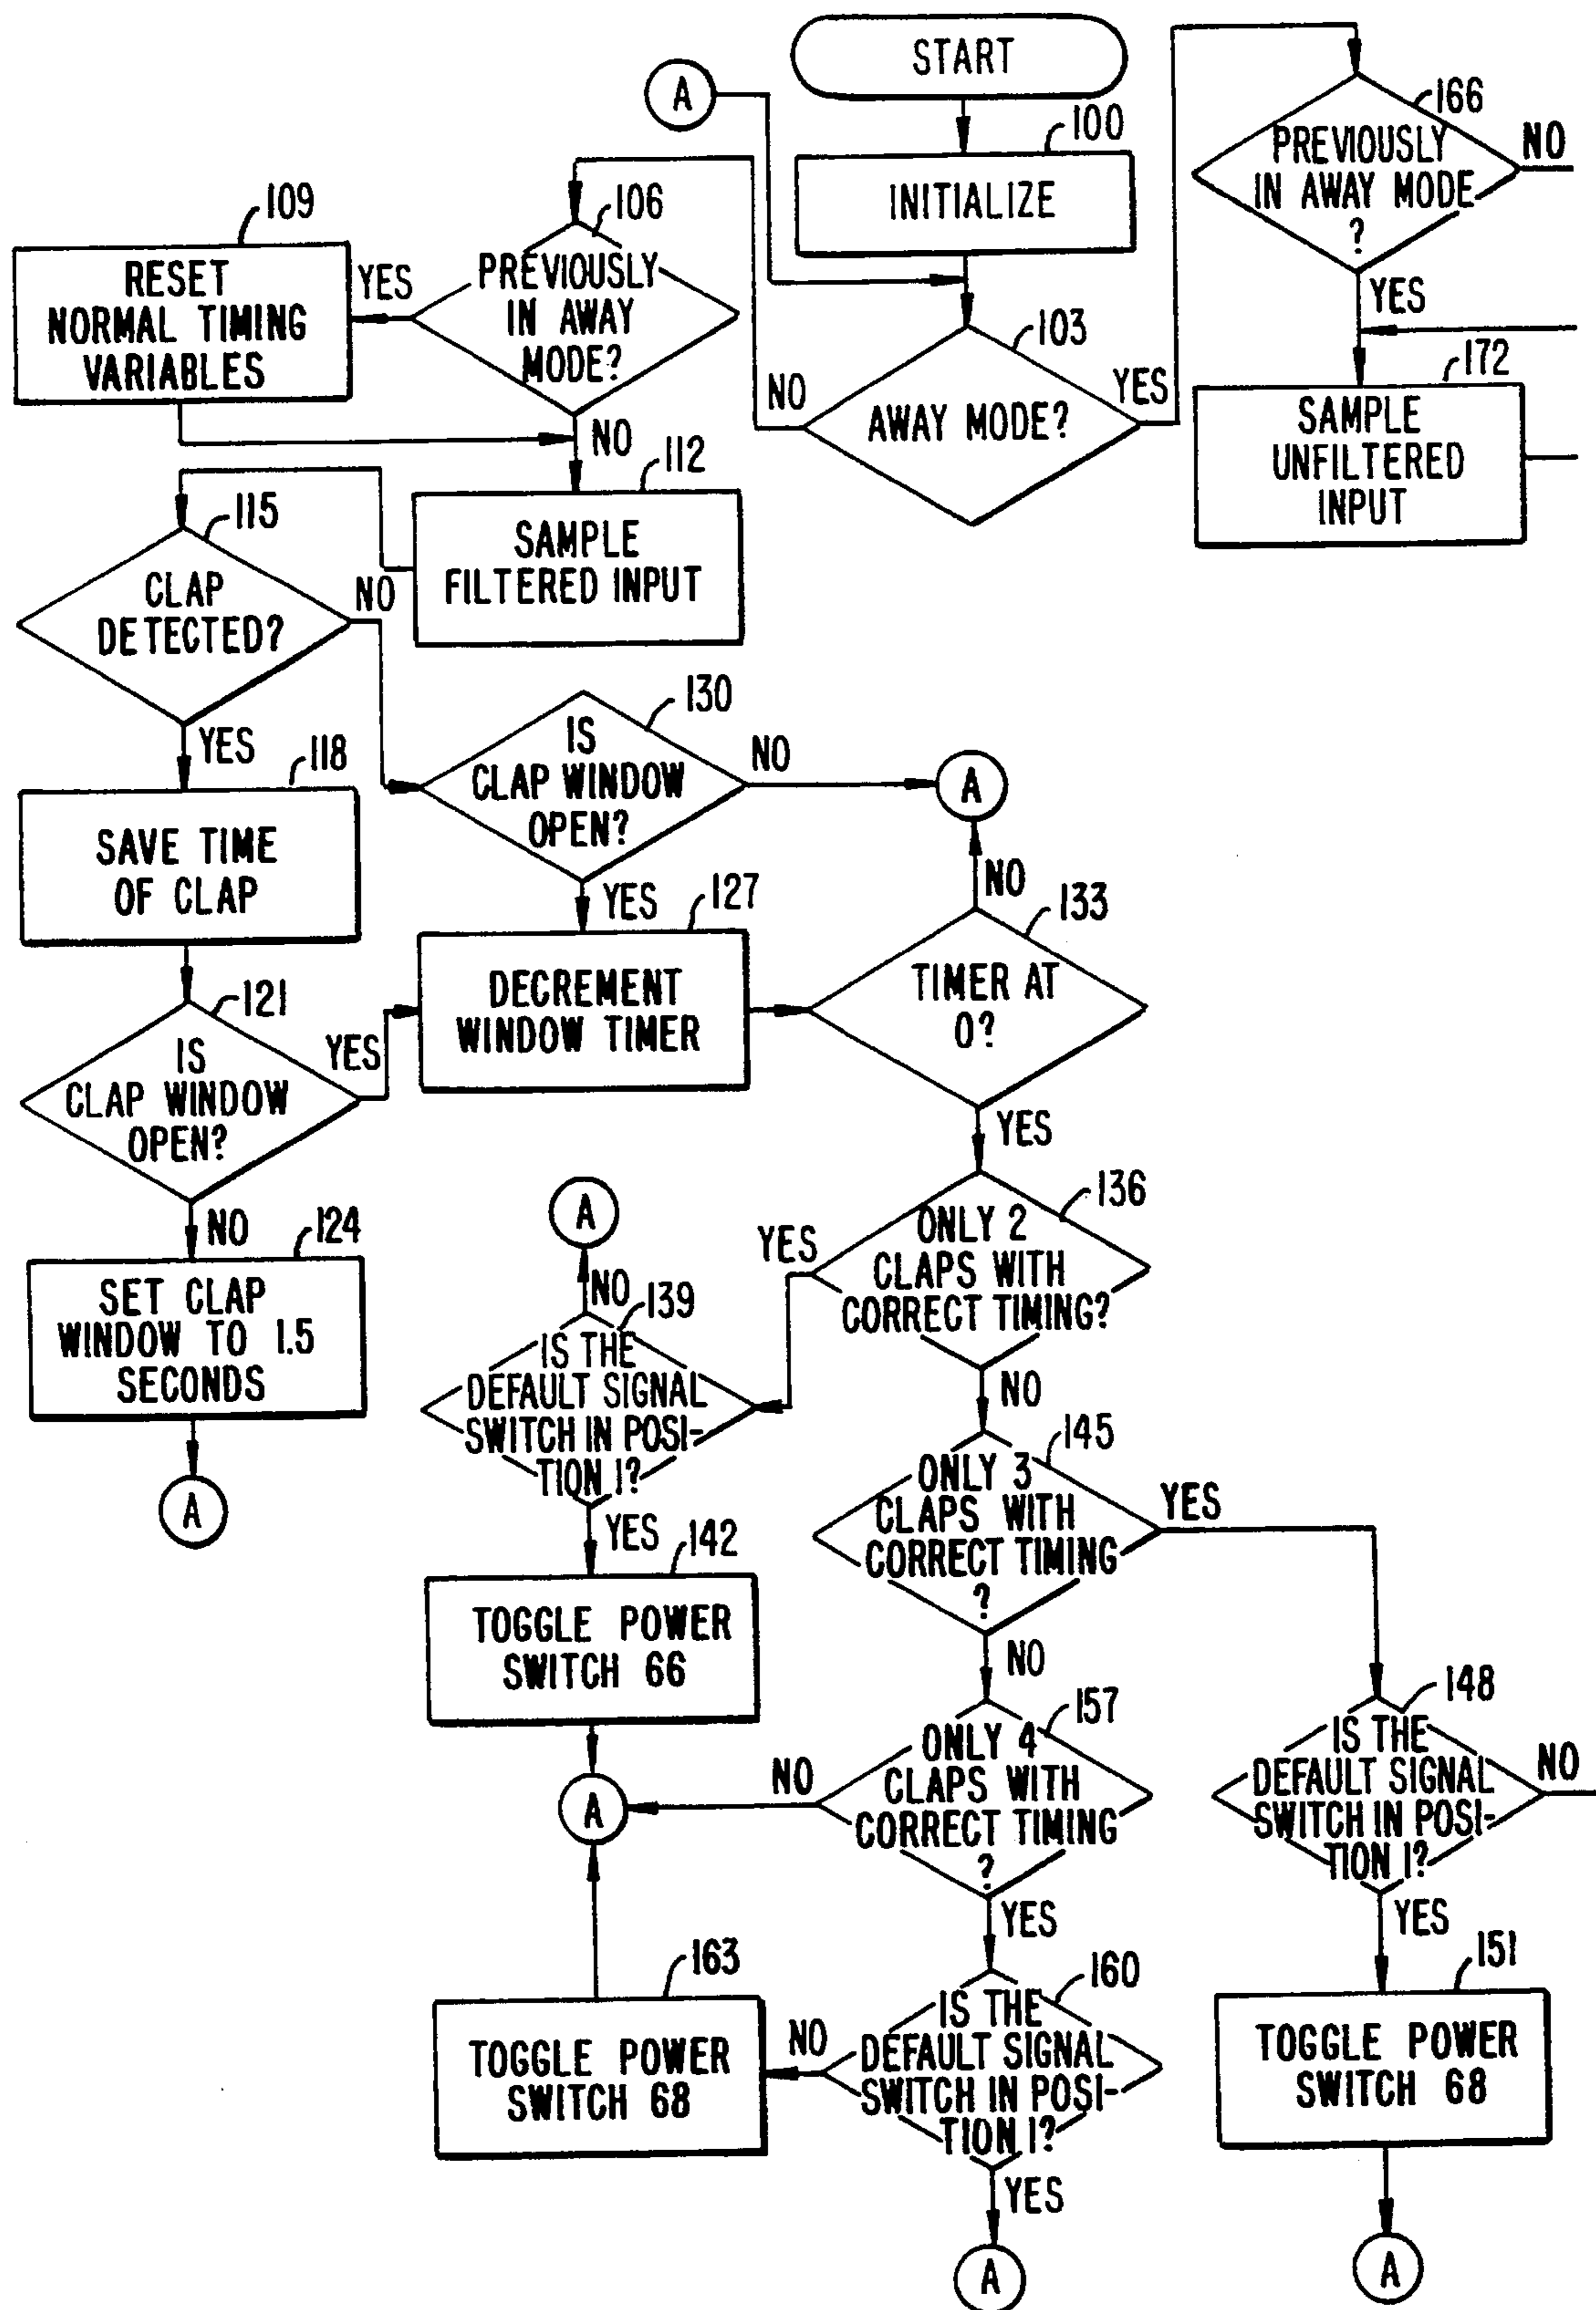 START
A
100
INITIALIZE
166
PREVIOUSLY
IN AWAY MODE
?
NO
YES
109
RESET
NORMAL TIMING
VARIABLES
YES
106
PREVIOUSLY
IN AWAY
MODE?
NO
103
AWAY MODE?
NO
YES
172
SAMPLE
UNFILTERED
INPUT
112
SAMPLE
FILTERED INPUT
115
CLAP
DETECTED?
NO
YES
130
IS
CLAP WINDOW
OPEN?
NO
A
YES
118
SAVE TIME
OF CLAP
127
DECREMENT
WINDOW TIMER
NO
133
TIMER AT
0?
YES
121
IS
CLAP WINDOW
OPEN?
YES
NO
124
SET CLAP
WINDOW TO 1.5
SECONDS
A
136
ONLY 2
CLAPS WITH
CORRECT TIMING?
YES
NO
A
NO
139
IS THE
DEFAULT SIGNAL
SWITCH IN POSI-
TION 1?
YES
142
TOGGLE POWER
SWITCH 66
145
ONLY 3
CLAPS WITH
CORRECT TIMING
?
YES
NO
148
IS THE
DEFAULT SIGNAL
SWITCH IN POSI-
TION 1?
NO
YES
157
ONLY 4
CLAPS WITH
CORRECT TIMING
?
NO
A
YES
163
TOGGLE POWER
SWITCH 68
NO
160
IS THE
DEFAULT SIGNAL
SWITCH IN POSI-
TION 1?
YES
A
151
TOGGLE POWER
SWITCH 68
A